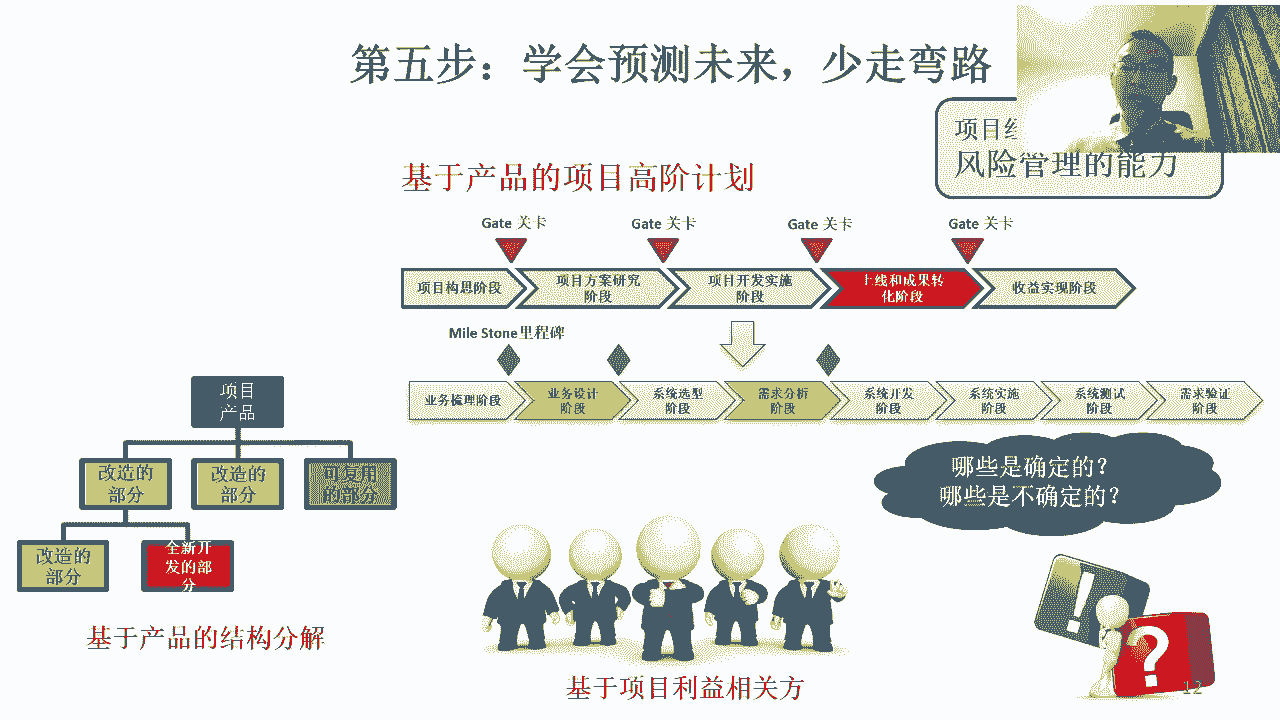 第五步：学会预测未来，少走弯路
项目经
风险管理的能力
基于产品的项目高阶计划
Gate 关卡
Gate 关卡
Gate 关卡
Gate 关卡
项目构思阶段
项目方案研究
阶段
项目开发实施
阶段
上线和成果转
化阶段
收益实现阶段
Mile Stone里程碑
业务梳理阶段
业务设计
阶段
系统选型
阶段
需求分析
阶段
系统开发
阶段
系统实施
阶段
系统测试
阶段
需求验证
阶段
项目
产品
改造的
部分
改造的
部分
可复用
的部分
改造的
部分
全新开
发的部
分
哪些是确定的？
哪些是不确定的？
基于产品的结构分解
基于项目利益相关方
12